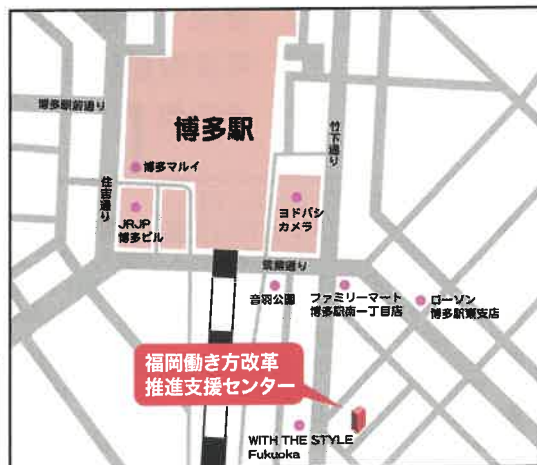 博多駅前通り
博多駅
竹下通り
博多マルイ
住吉通り
JRJP
博多ビル
ヨドバシ
カメラ
筑紫通り
音羽公園
ファミリーマート
博多駅南一丁目店
ローソン
博多駅東支店
福岡働き方改革
推進支援センター
WITH THE STYLE
Fukuoka